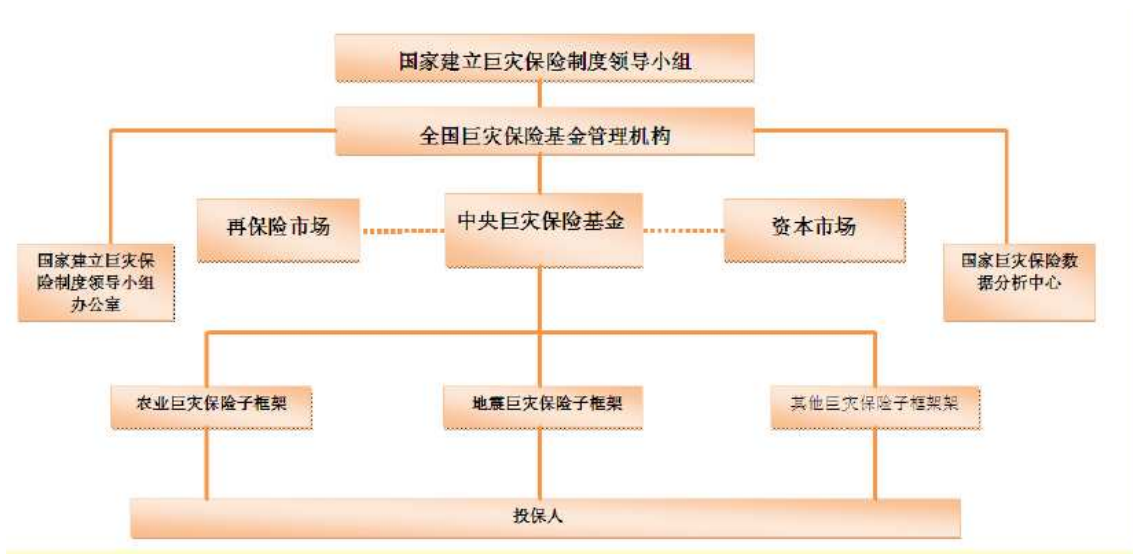 国家建立巨灾保险制度领导小组
全国巨灾保险基金管理机构
再保险市场
中央巨灾保险基金
资本市场
国家建立巨灾保
险制度领导小组
办公室
国家巨灾保险数
据分析中心
农业巨灾保险子框架
地震巨灾保险子框架
其他巨灾保险子框架架
投保人